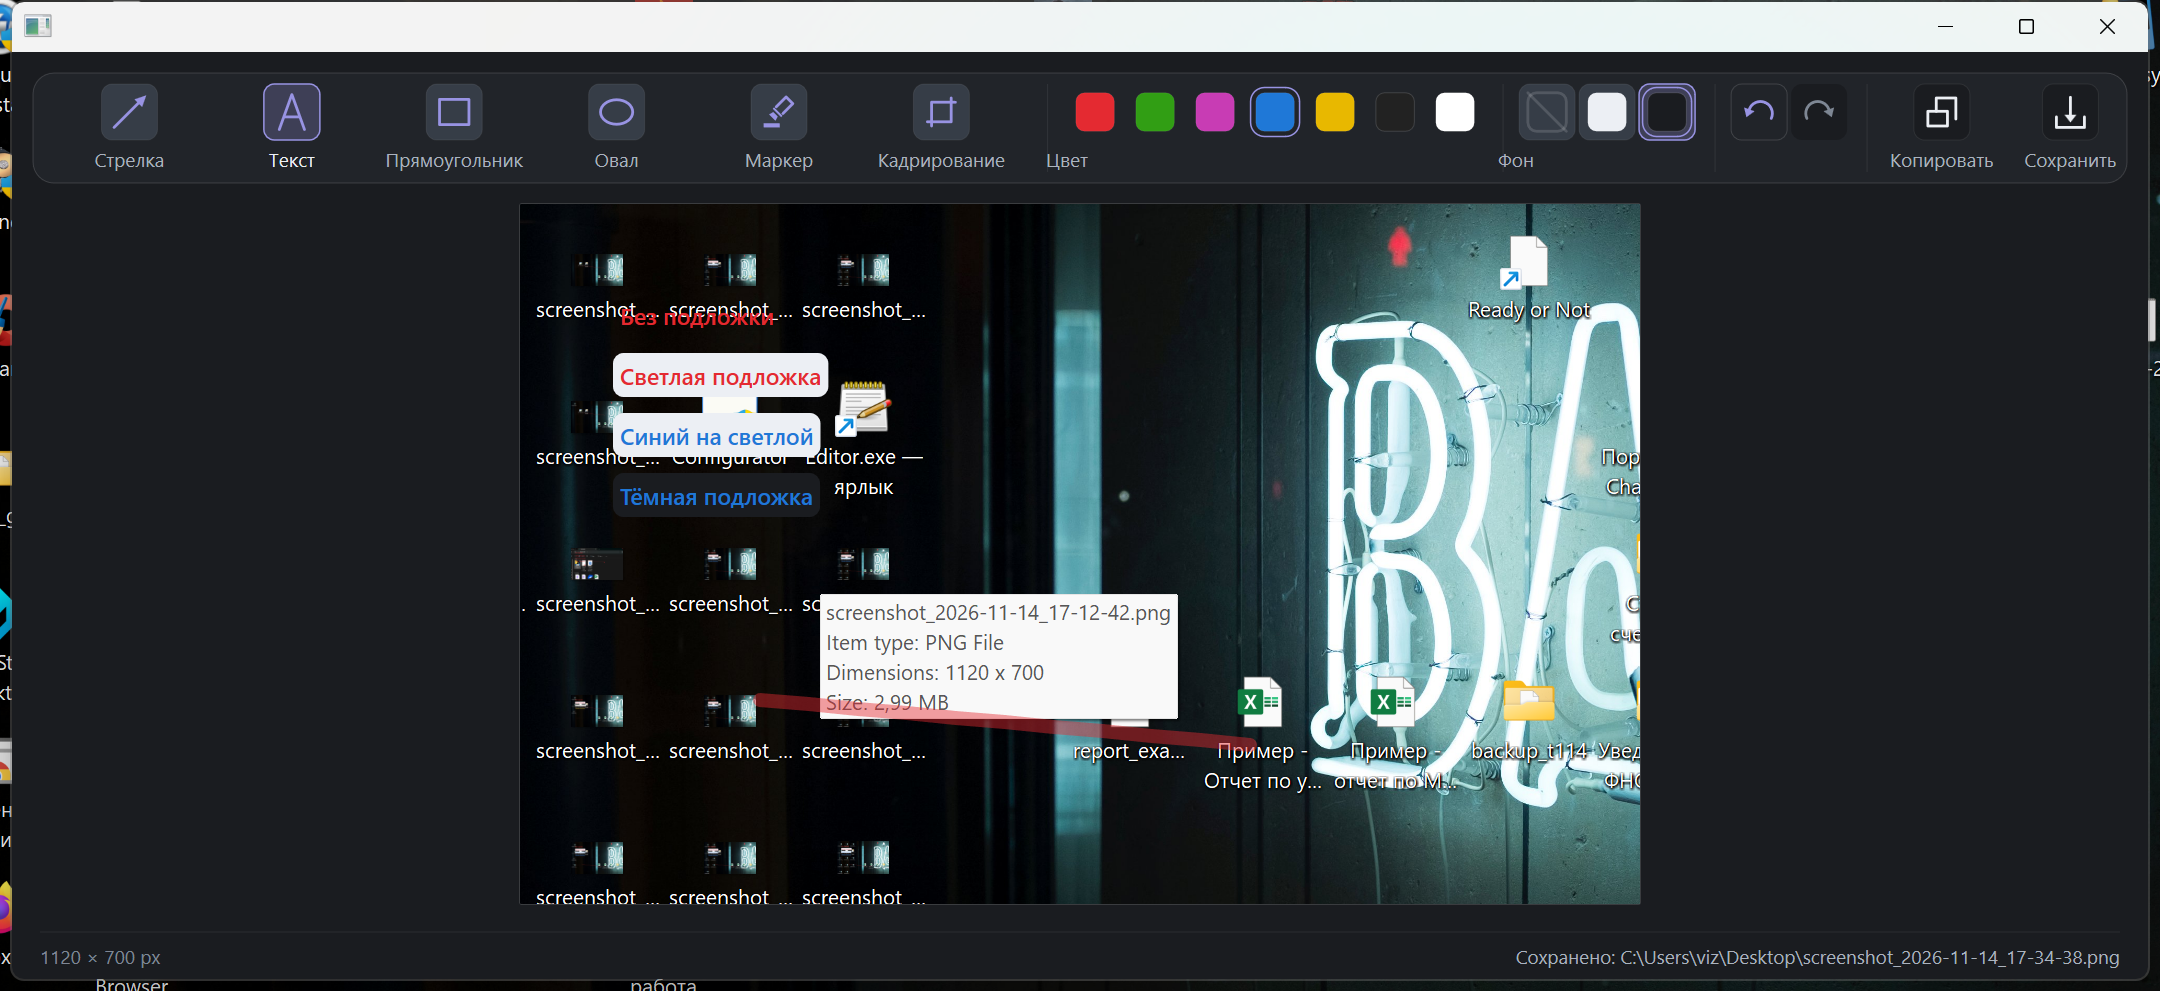 Стрелка
Текст
Прямоугольник
Овал
Маркер
Кадрирование
Цвет
Фон
Копировать
Сохранить
screenshot_...
screenshot_...
screenshot_...
Ready or Not
Без подложки
Светлая подложка
Синий на светлой
screenshot_...
Configurator
Editor.exe —
ярлык
Тёмная подложка
screenshot_...
screenshot_...
screenshot_2026-11-14_17-12-42.png
Item type: PNG File
Dimensions: 1120 x 700
Size: 2,99 MB
screenshot_...
screenshot_...
screenshot_...
report_exa...
Пример -
Отчет по у...
Пример -
отчет по М...
backup_t114
screenshot_...
screenshot_...
screenshot_...
1120 × 700 px
Сохранено: C:\Users\viz\Desktop\screenshot_2026-11-14_17-34-38.png
Browser
работа